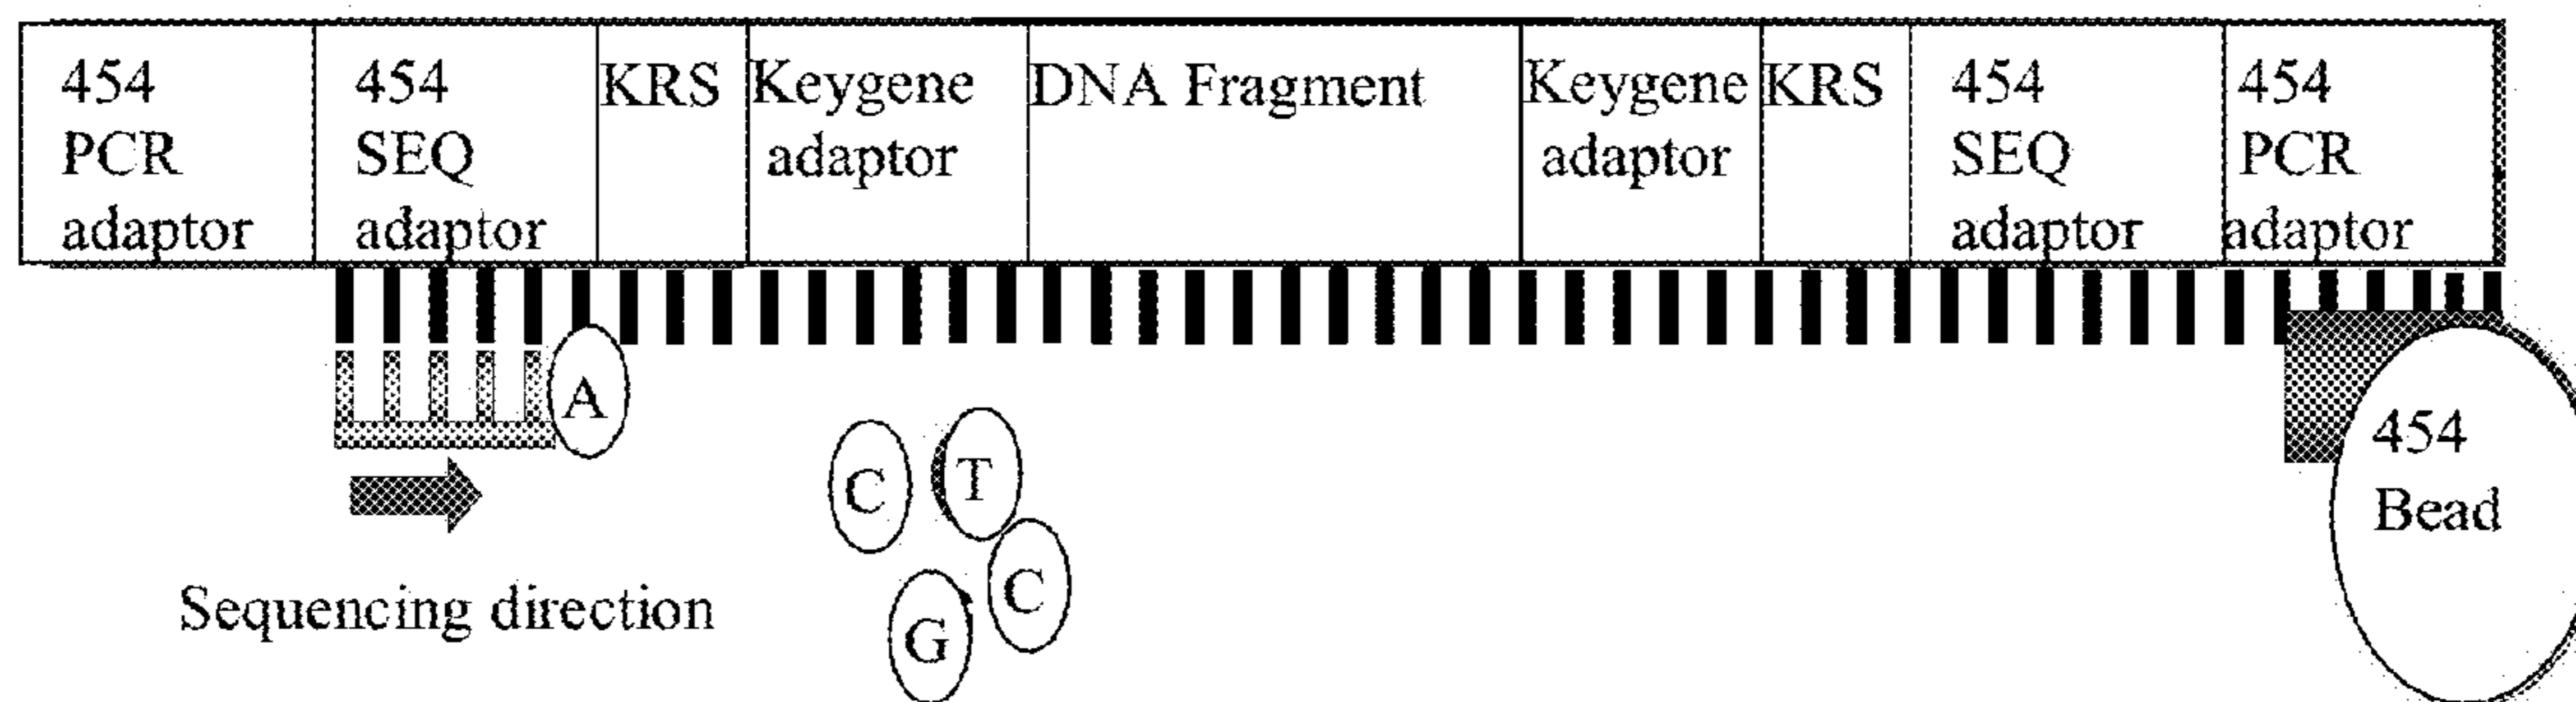 454
PCR
adaptor
454
SEQ
adaptor
KRS
Keygene
adaptor
DNA Fragment
Keygene
adaptor
KRS
454
SEQ
adaptor
454
PCR
adaptor
A
C
T
C
G
Sequencing direction
454
Bead